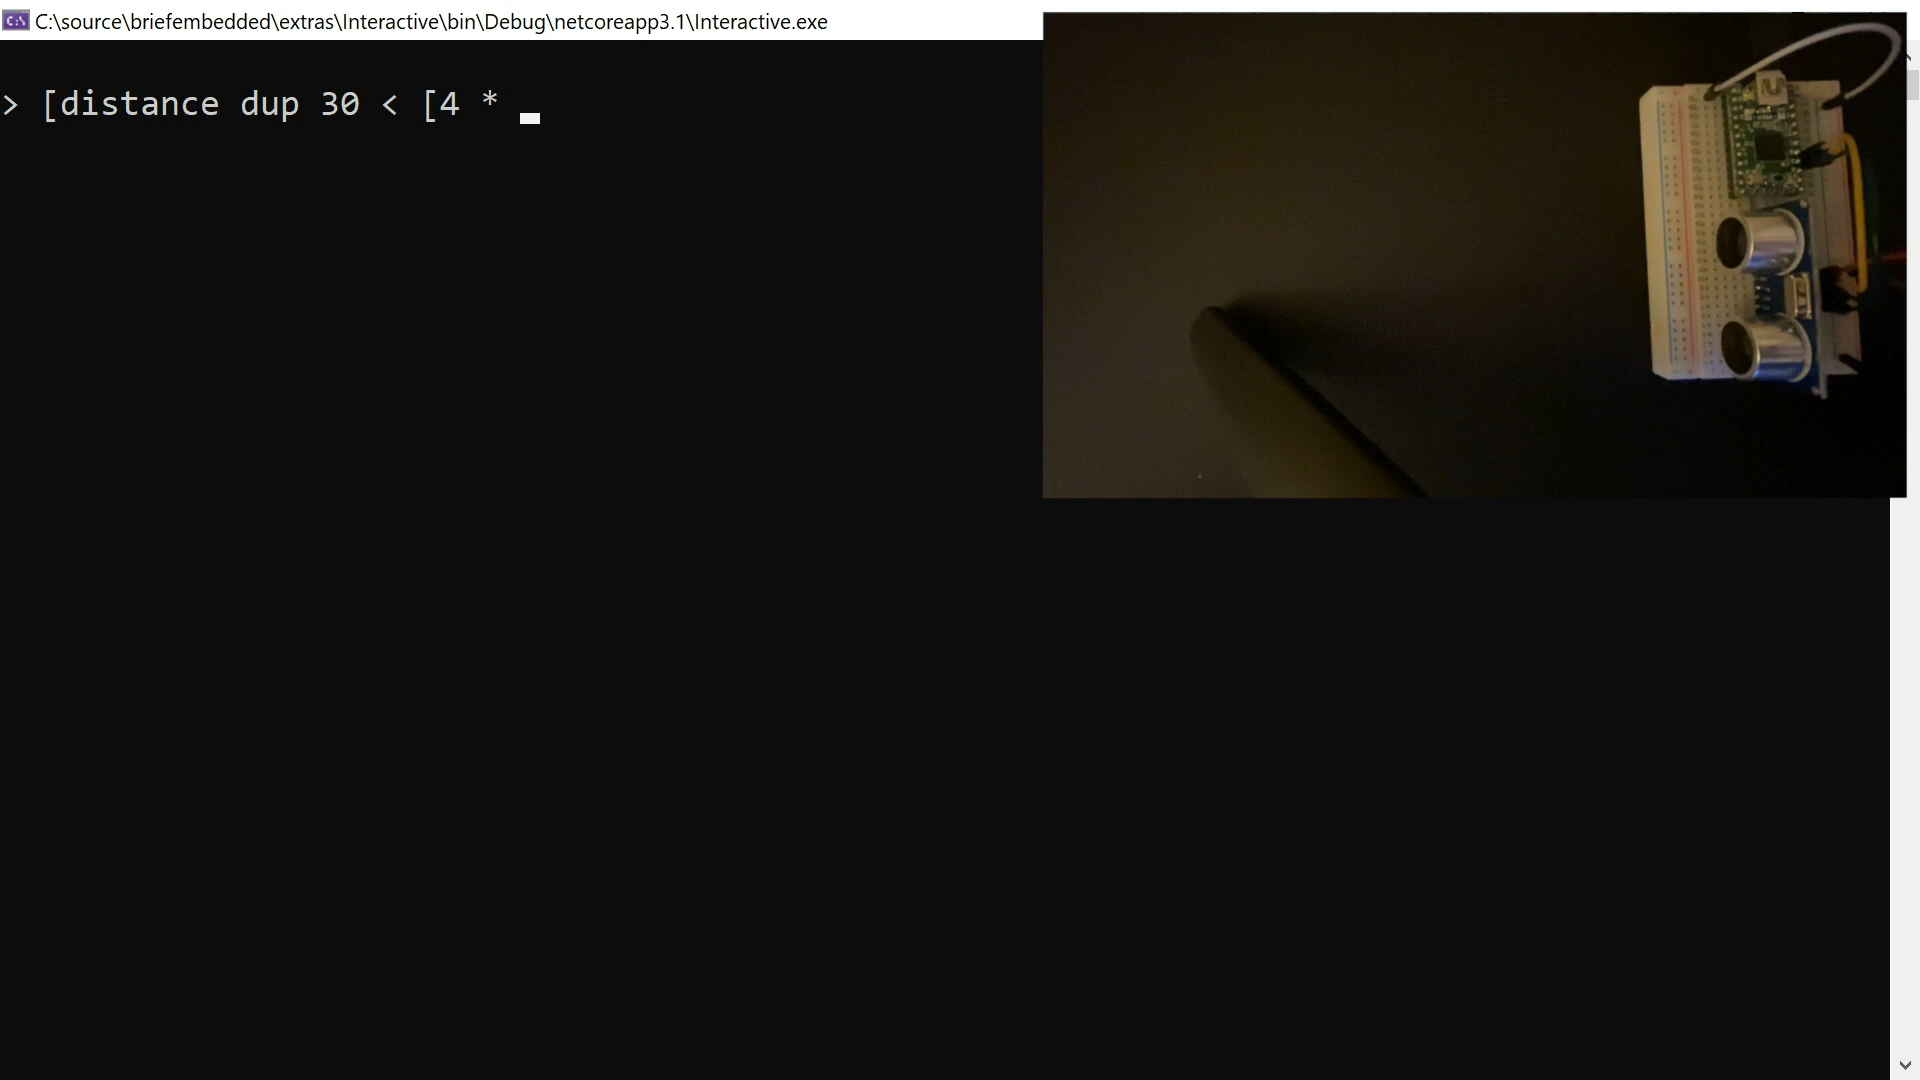 C:\source\briefembedded\extras\Interactive\bin\Debug\netcoreapp3.1\Interactive.exe
> [distance dup 30 < [4 *